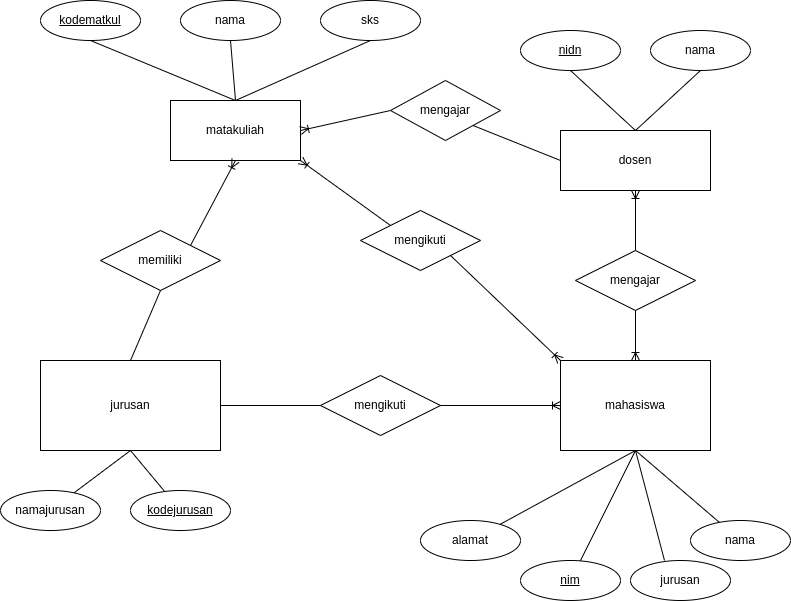 kodematkul
nama
sks
nidn
nama
mengajar
matakuliah
dosen
mengikuti
memiliki
mengajar
jurusan
mengikuti
mahasiswa
namajurusan
kodejurusan
alamat
nama
nim
jurusan